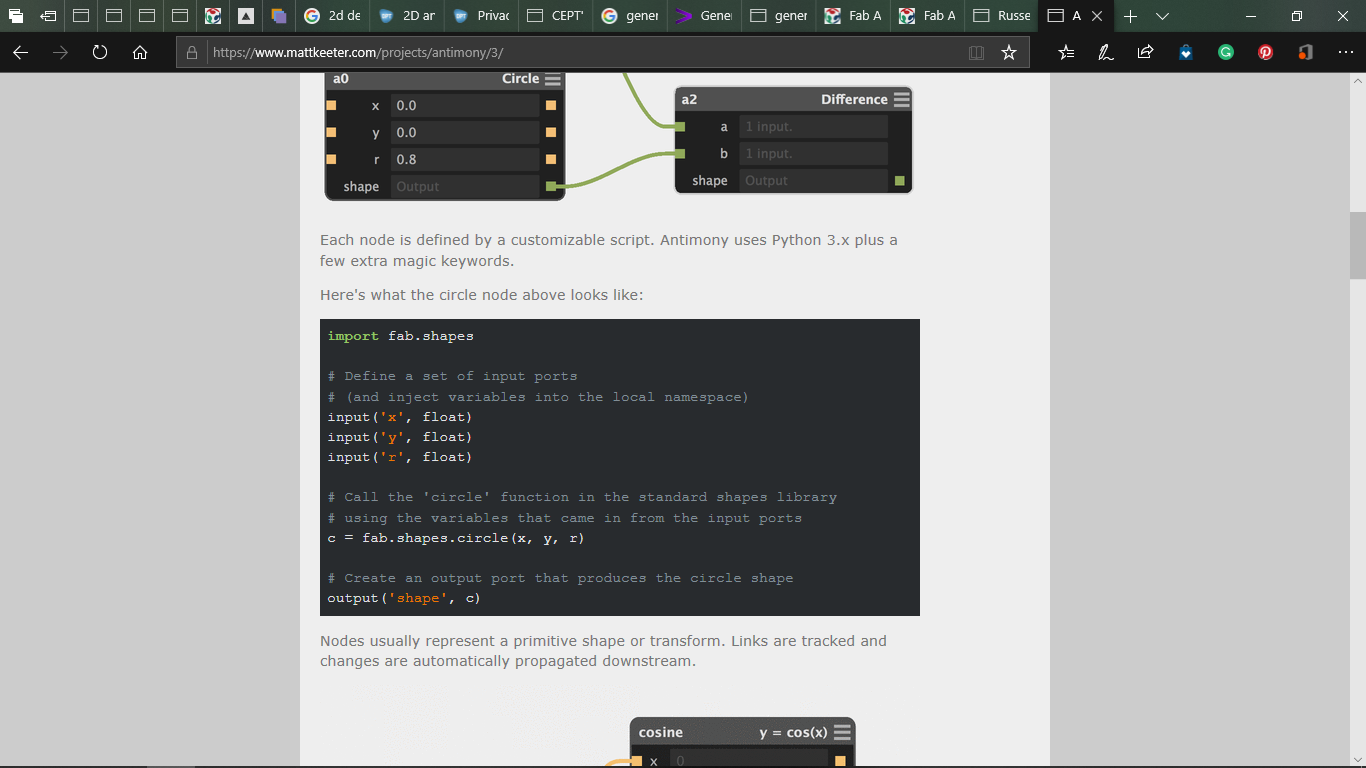 2d de
2D ar
Privac
CEPT'
gener
Gene
gener
Fab A
Fab A
Russe
A
https://www.mattkeeter.com/projects/antimony/3/
a0 Circle
x 0.0
y 0.0
r 0.8
shape Output
a2 Difference
a 1 input.
b 1 input.
shape Output
Each node is defined by a customizable script. Antimony uses Python 3.x plus a
few extra magic keywords.
Here's what the circle node above looks like:
import fab.shapes
# Define a set of input ports
# (and inject variables into the local namespace)
input('x', float)
input('y', float)
input('r', float)
# Call the 'circle' function in the standard shapes library
# using the variables that came in from the input ports
c = fab.shapes.circle(x, y, r)
# Create an output port that produces the circle shape
output('shape', c)
Nodes usually represent a primitive shape or transform. Links are tracked and
changes are automatically propagated downstream.
cosine y = cos(x)
x 0